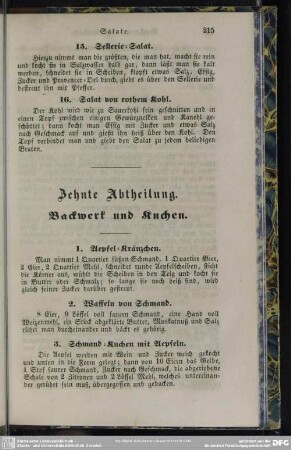 Salate. 215
15. Sellerie-Salat.
Hierzu nimmt man die größten, die man hat, macht sie rein
und kocht sie in Salzwasser bald gar, dann läßt man sie kalt
werden, schneidet sie in Scheiben, klopft etwas Salz, Essig,
Zucker und Provencer-Oel durch, giebt es über den Sellerie und
bestreut ihn mit Pfeffer.
16. Salat von rothem Kohl.
Der Kohl wird wie zu Sauerkohl fein geschnitten und in
einen Topf zwischen einigen Gewürznelken und Kanehl ge-
schüttet; dann kocht man Essig mit Zucker und etwas Salz
nach Geschmack auf und gießt ihn heiß über den Kohl. Den
Topf verbindet man und giebt den Salat zu jedem beliebigen
Braten.
Zehnte Abtheilung.
Backwerk und Kuchen.
1. Aepfel-Kränzchen.
Man nimmt 1 Quartier süßen Schmand, 1 Quartier Bier,
2 Eier, 2 Quartier Mehl, schneidet runde Aepfelscheiben, stößt
die Körner aus, wälzt die Scheiben in den Teig und kocht sie
in Butter oder Schmalz; so lange sie noch heiß sind, wird
gleich feiner Zucker darüber gestreut.
2. Waffeln von Schmand.
8 Eier, 9 Löffel voll sauern Schmand, eine Hand voll
Weizenmehl, ein Stück abgeklärte Butter, Muskatnuß und Salz
rührt man durcheinander und bäckt es gehörig.
3. Schmand-Kuchen mit Aepfeln.
Die Aepfel werden mit Wein und Zucker weich gekocht
und unten in die Form gelegt; dann von 10 Eiern das Gelbe,
1 Stof saurer Schmand, Zucker nach Geschmack, die abgeriebene
Schale von 2 Zitronen und 2 Löffel Mehl, welches untereinan-
der gerührt sein muß, übergegossen und gebacken.